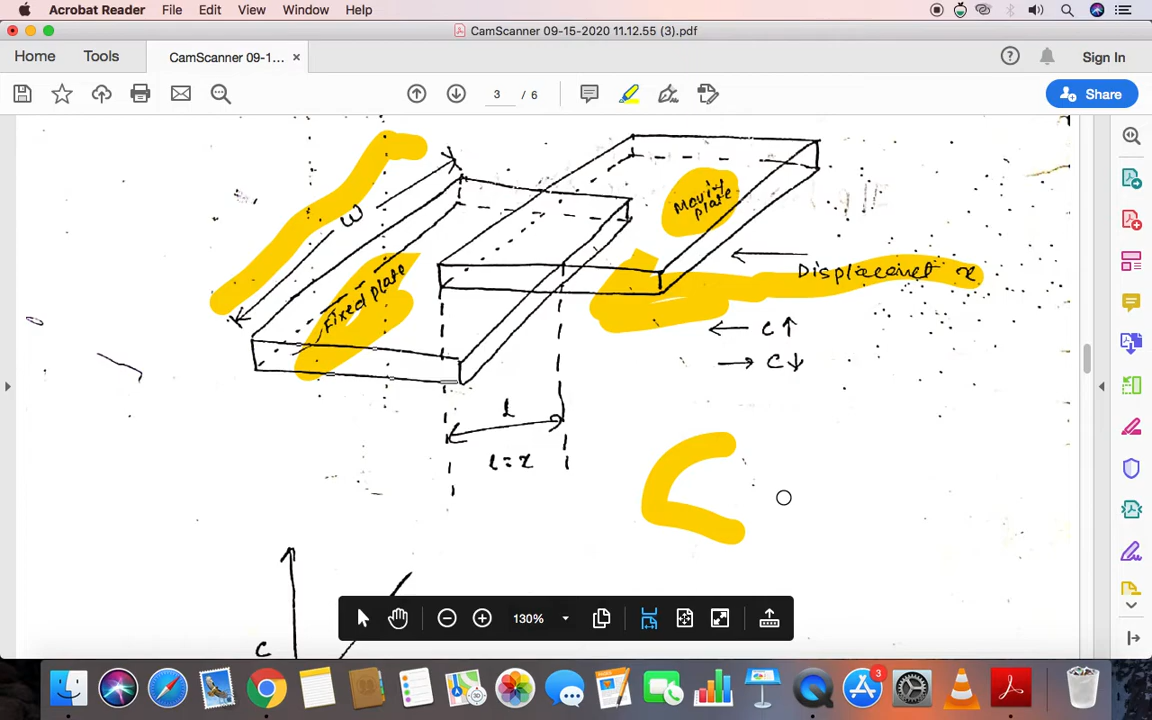 Acrobat Reader File Edit View Window Help
CamScanner 09-15-2020 11.12.55 (3).pdf
Home Tools CamScanner 09-1... × Sign In
3 / 6
Share
Moving
plate
W
Fixed plate
Displacement x
← C↑
→ C↓
l
l = x
C
C
130%
3